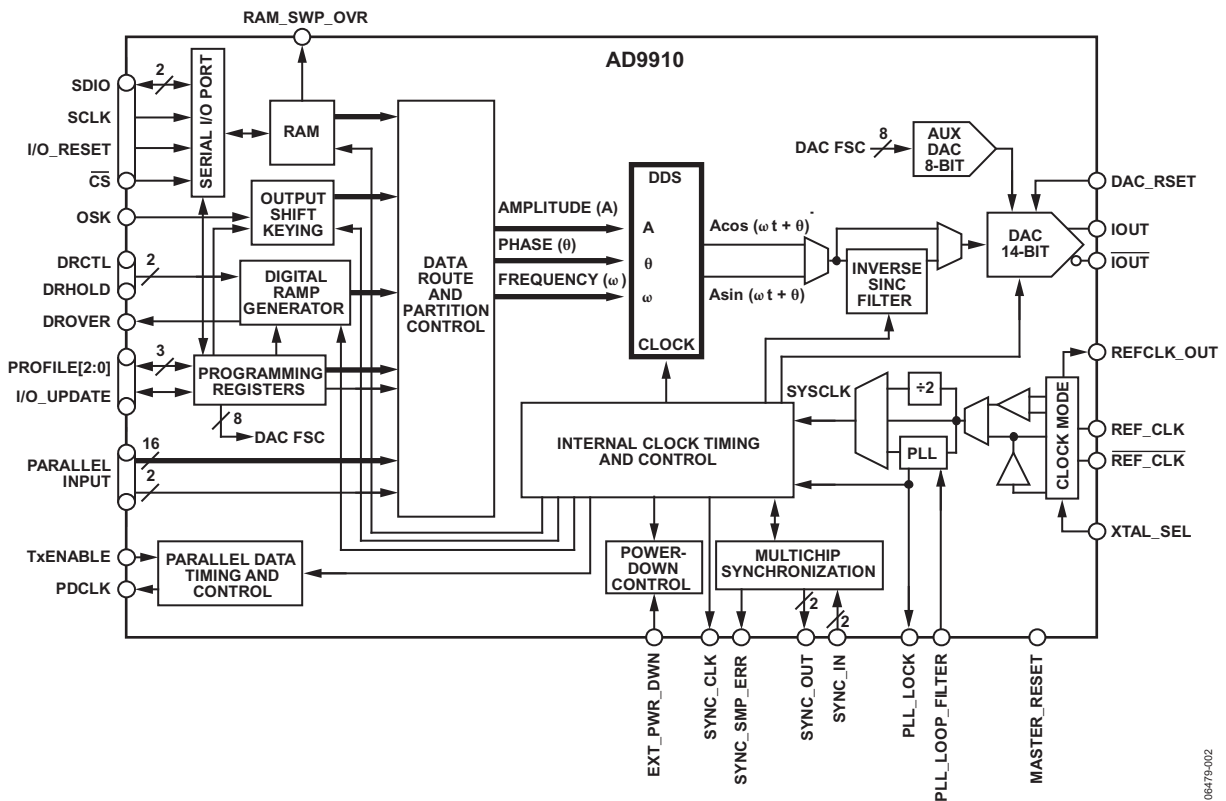 RAM_SWP_OVR
AD9910
SDIO
2
SCLK
I/O_RESET
CS
SERIAL I/O PORT
RAM
OSK
OUTPUT
SHIFT
KEYING
DRCTL
2
DRHOLD
DIGITAL
RAMP
GENERATOR
DROVER
PROFILE[2:0]
3
I/O_UPDATE
PROGRAMMING
REGISTERS
8
DAC FSC
PARALLEL
INPUT
16
2
TxENABLE
PDCLK
PARALLEL DATA
TIMING AND
CONTROL
DATA
ROUTE
AND
PARTITION
CONTROL
AMPLITUDE (A)
PHASE (θ)
FREQUENCY (ω)
DDS
A
θ
ω
CLOCK
Acos (ωt + θ)
Asin (ωt + θ)
INVERSE
SINC
FILTER
DAC FSC
8
AUX
DAC
8-BIT
DAC
14-BIT
DAC_RSET
IOUT
IOUT
REFCLK_OUT
REF_CLK
REF_CLK
XTAL_SEL
CLOCK MODE
SYSCLK
÷2
PLL
INTERNAL CLOCK TIMING
AND CONTROL
POWER-
DOWN
CONTROL
MULTICHIP
SYNCHRONIZATION
2
2
EXT_PWR_DWN
SYNC_CLK
SYNC_SMP_ERR
SYNC_OUT
SYNC_IN
PLL_LOCK
PLL_LOOP_FILTER
MASTER_RESET
06479-002